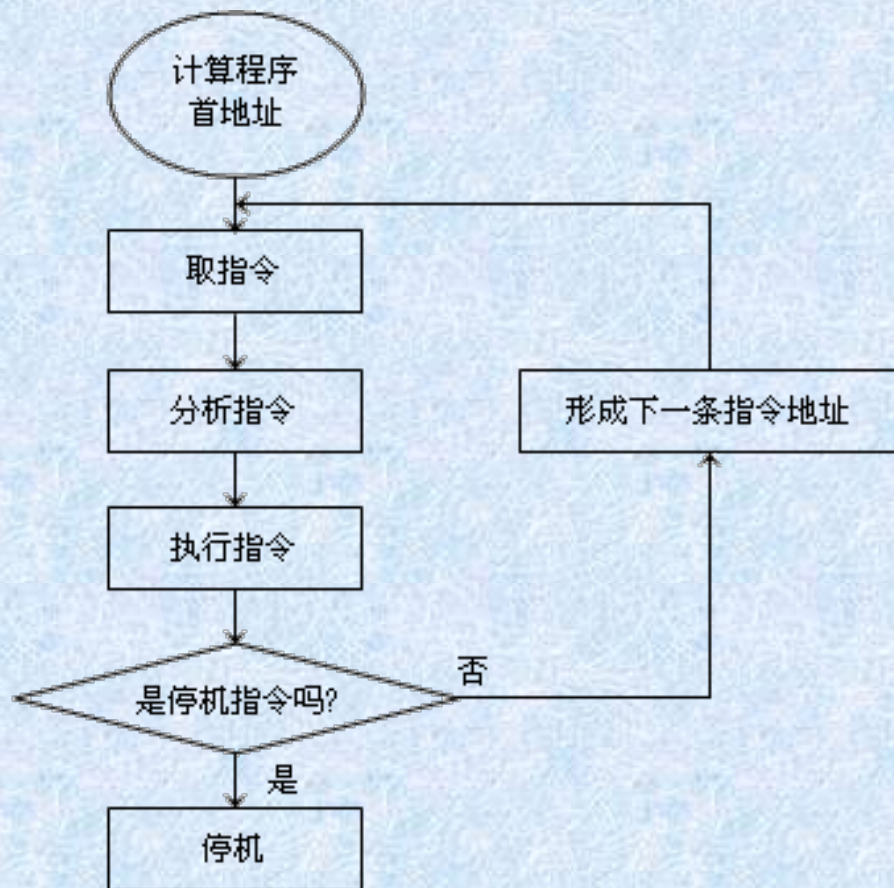 计算程序
首地址
取指令
分析指令
形成下一条指令地址
执行指令
否
是停机指令吗?
是
停机